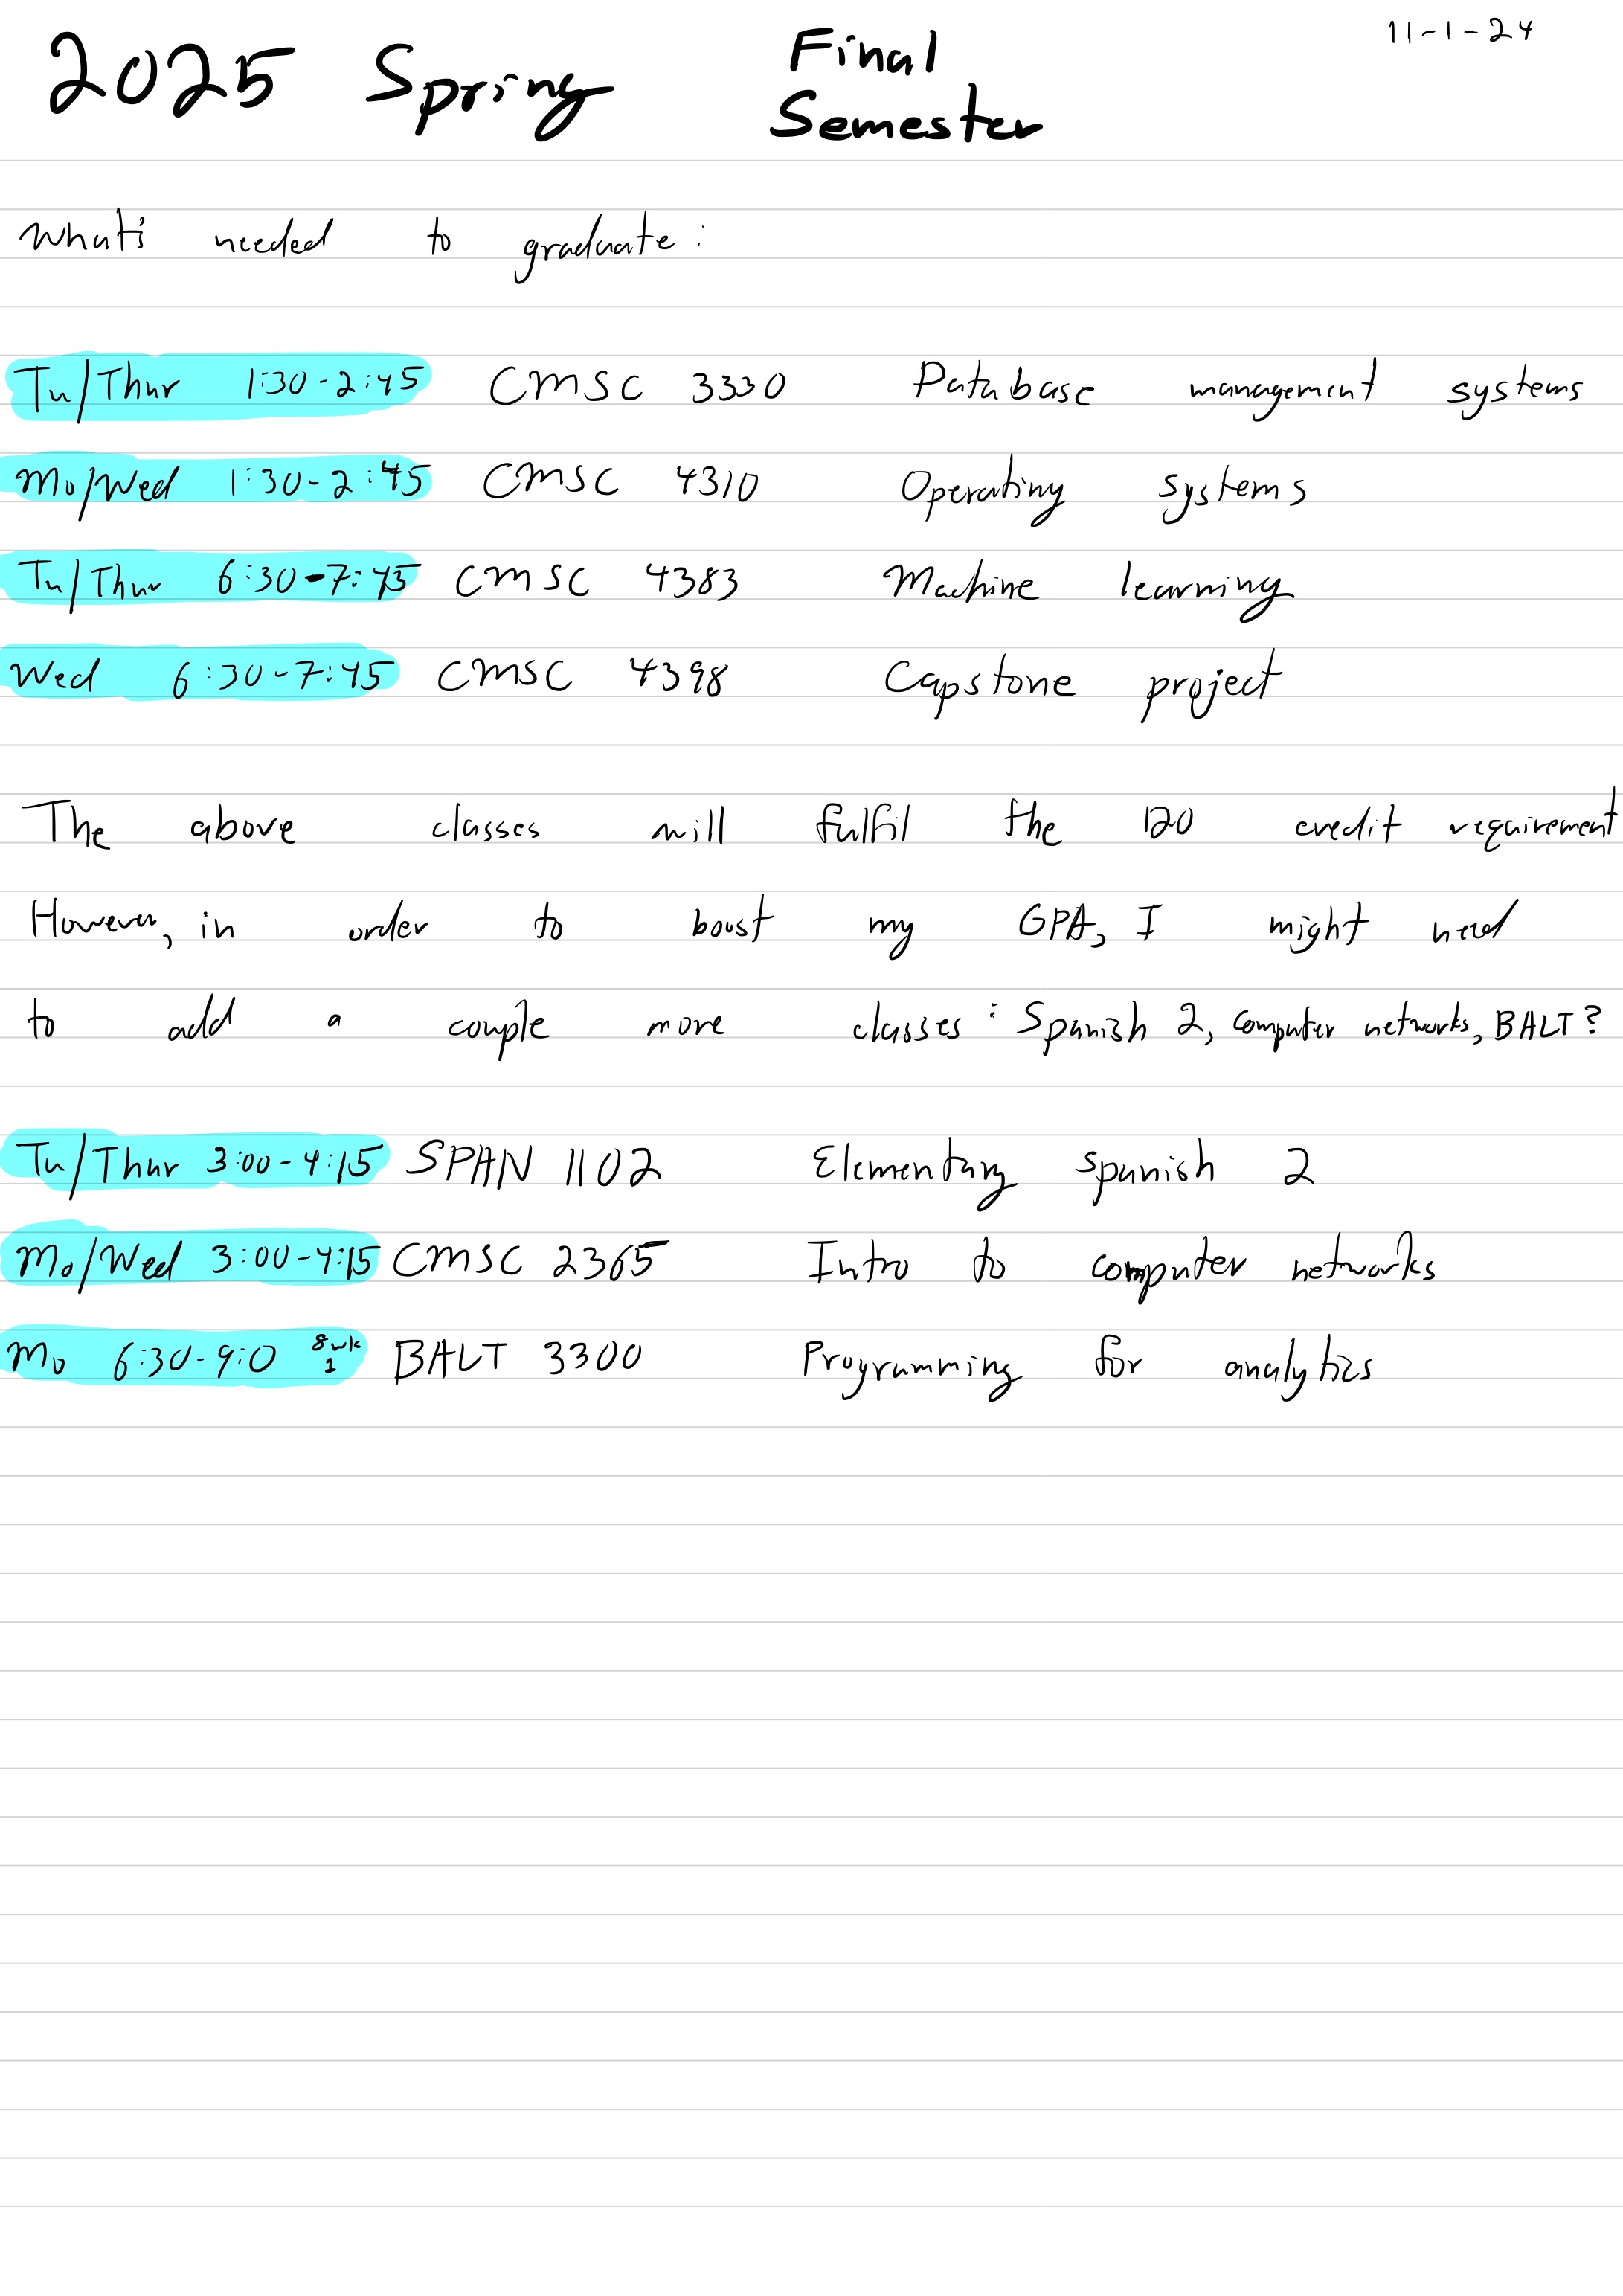 11-1-24
2025 Spring Final Semester
What's needed to graduate:
Tu/Thur 1:30-2:45 CMSC 3330 Database management systems
Mo/Wed 1:30-2:45 CMSC 4310 Operating systems
Tu/Thur 6:30-7:45 CMSC 4383 Machine learning
Wed 6:30-7:45 CMSC 4398 Capstone project
The above classes will fulfil the 120 credit requirement
However, in order to boost my GPA, I might need
to add a couple more classes: Spanish 2, computer networks, BALT?
Tu/Thur 3:00-4:15 SPAN 1102 Elementary spanish 2
Mo/Wed 3:00-4:15 CMSC 2365 Intro to computer networks
Mo 6:30-9:0 8wk 1 BALT 3300 Programming for analytics